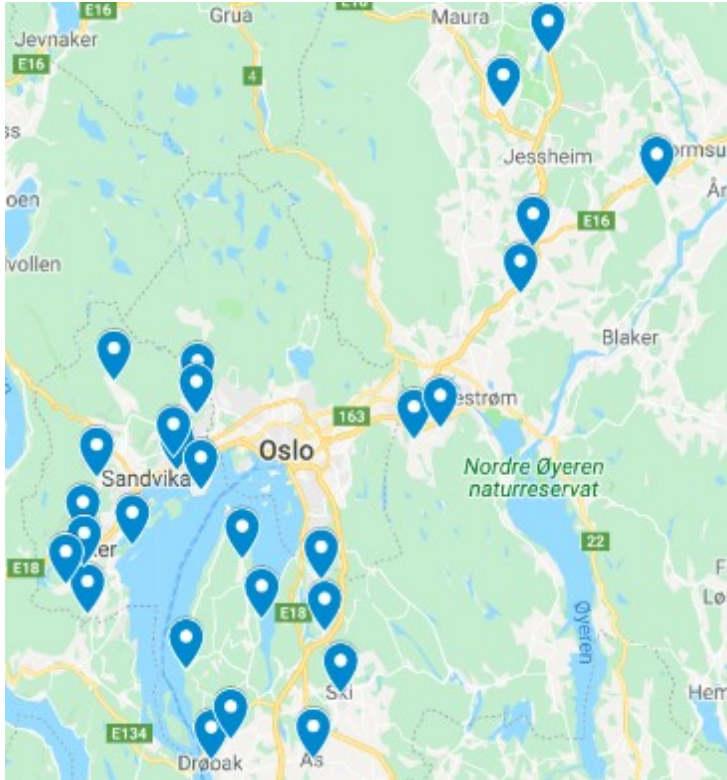 E16
Grua
Maura
Jevnaker
E16
4
Jessheim
E16
Blaker
163
Oslo
Sandvika
Nordre Øyeren
naturreservat
22
E18
E18
Øyeren
Ski
E134
Drøbak
Ås